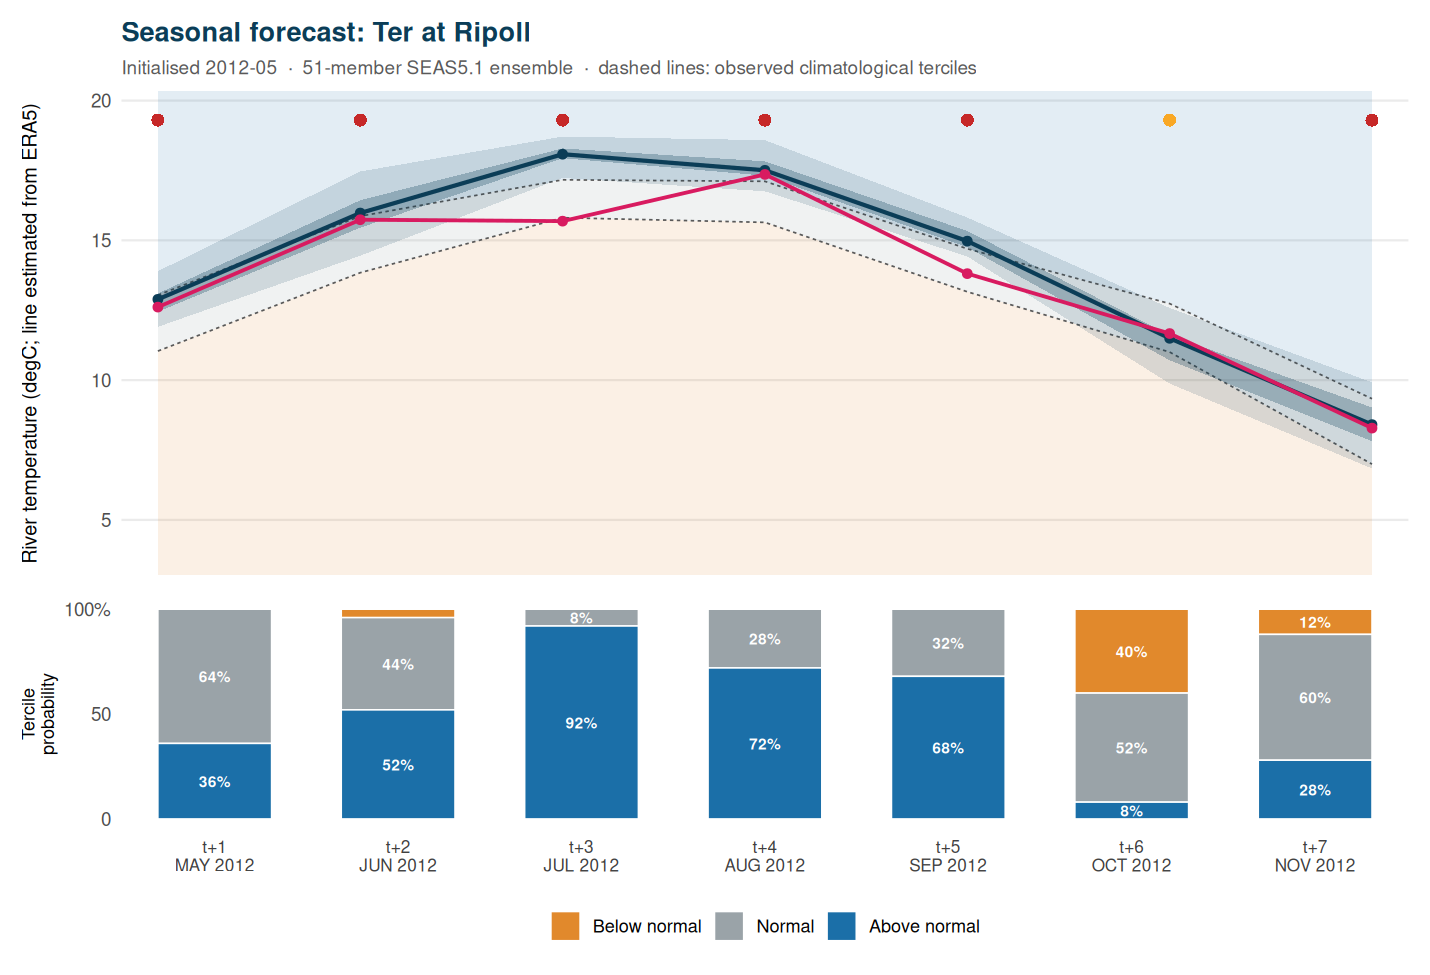 Seasonal forecast: Ter at Ripoll
Initialised 2012-05 · 51-member SEAS5.1 ensemble · dashed lines: observed climatological terciles
River temperature (degC; line estimated from ERA5)
20
15
10
5
Tercile
probability
100%
50
0
64%
36%
44%
52%
8%
92%
28%
72%
32%
68%
40%
52%
8%
12%
60%
28%
t+1
MAY 2012
t+2
JUN 2012
t+3
JUL 2012
t+4
AUG 2012
t+5
SEP 2012
t+6
OCT 2012
t+7
NOV 2012
Below normal
Normal
Above normal